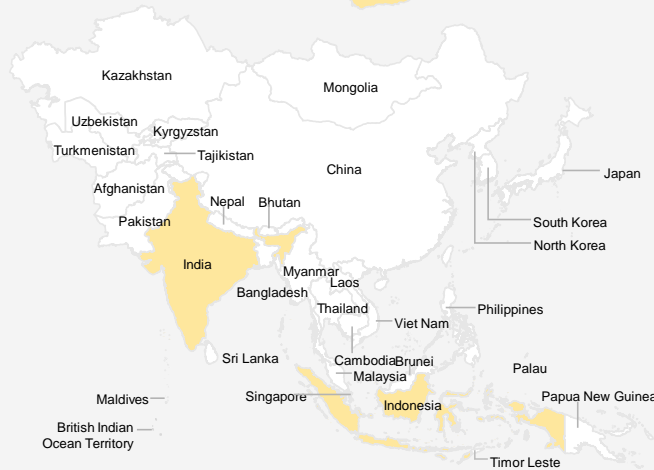 Kazakhstan
Mongolia
Uzbekistan
Kyrgyzstan
Turkmenistan
Tajikistan
China
Japan
Afghanistan
Nepal
Bhutan
Pakistan
South Korea
North Korea
India
Myanmar
Laos
Bangladesh
Thailand
Philippines
Viet Nam
Sri Lanka
Cambodia
Brunei
Palau
Malaysia
Maldives
Singapore
Indonesia
Papua New Guinea
British Indian
Ocean Territory
Timor Leste